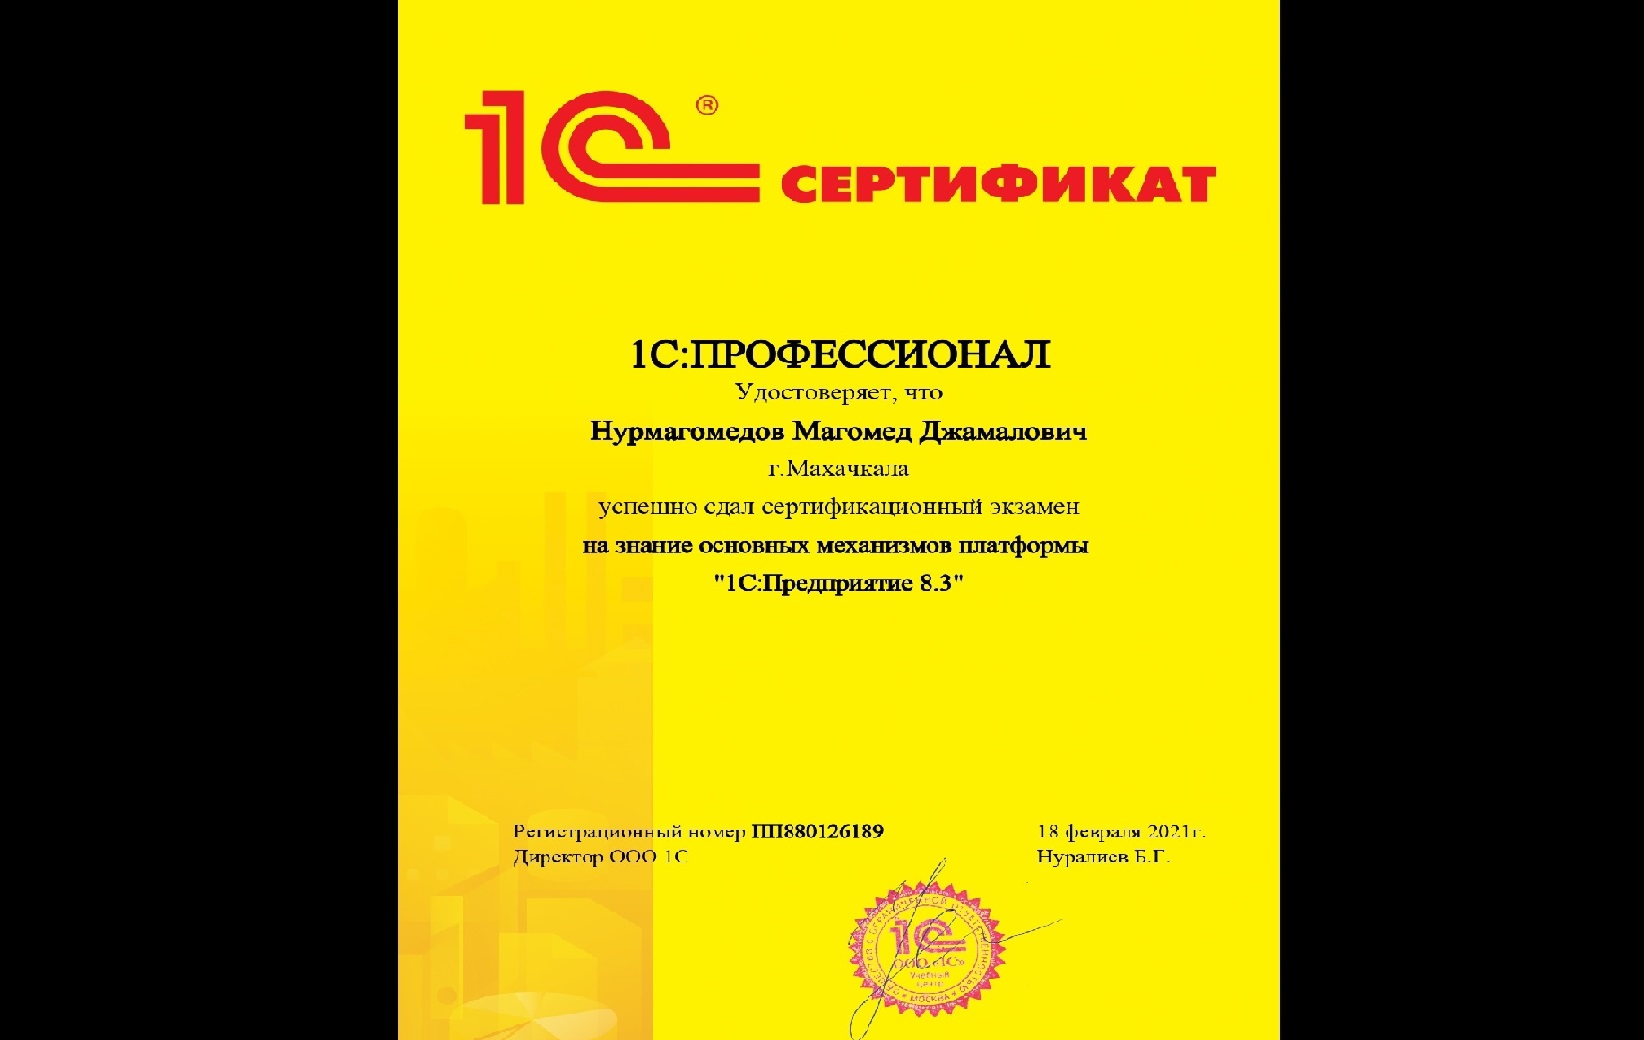 1С® СЕРТИФИКАТ
1С:ПРОФЕССИОНАЛ
Удостоверяет, что
Нурмагомедов Магомед Джамалович
г.Махачкала
успешно сдал сертификационный экзамен
на знание основных механизмов платформы
"1С:Предприятие 8.3"
Регистрационный номер ПП880126189 18 февраля 2021г.
Директор ООО 1С Нуралиев Б.Г.
1С
ООО «1С»
Учебный
центр
МОСКВА